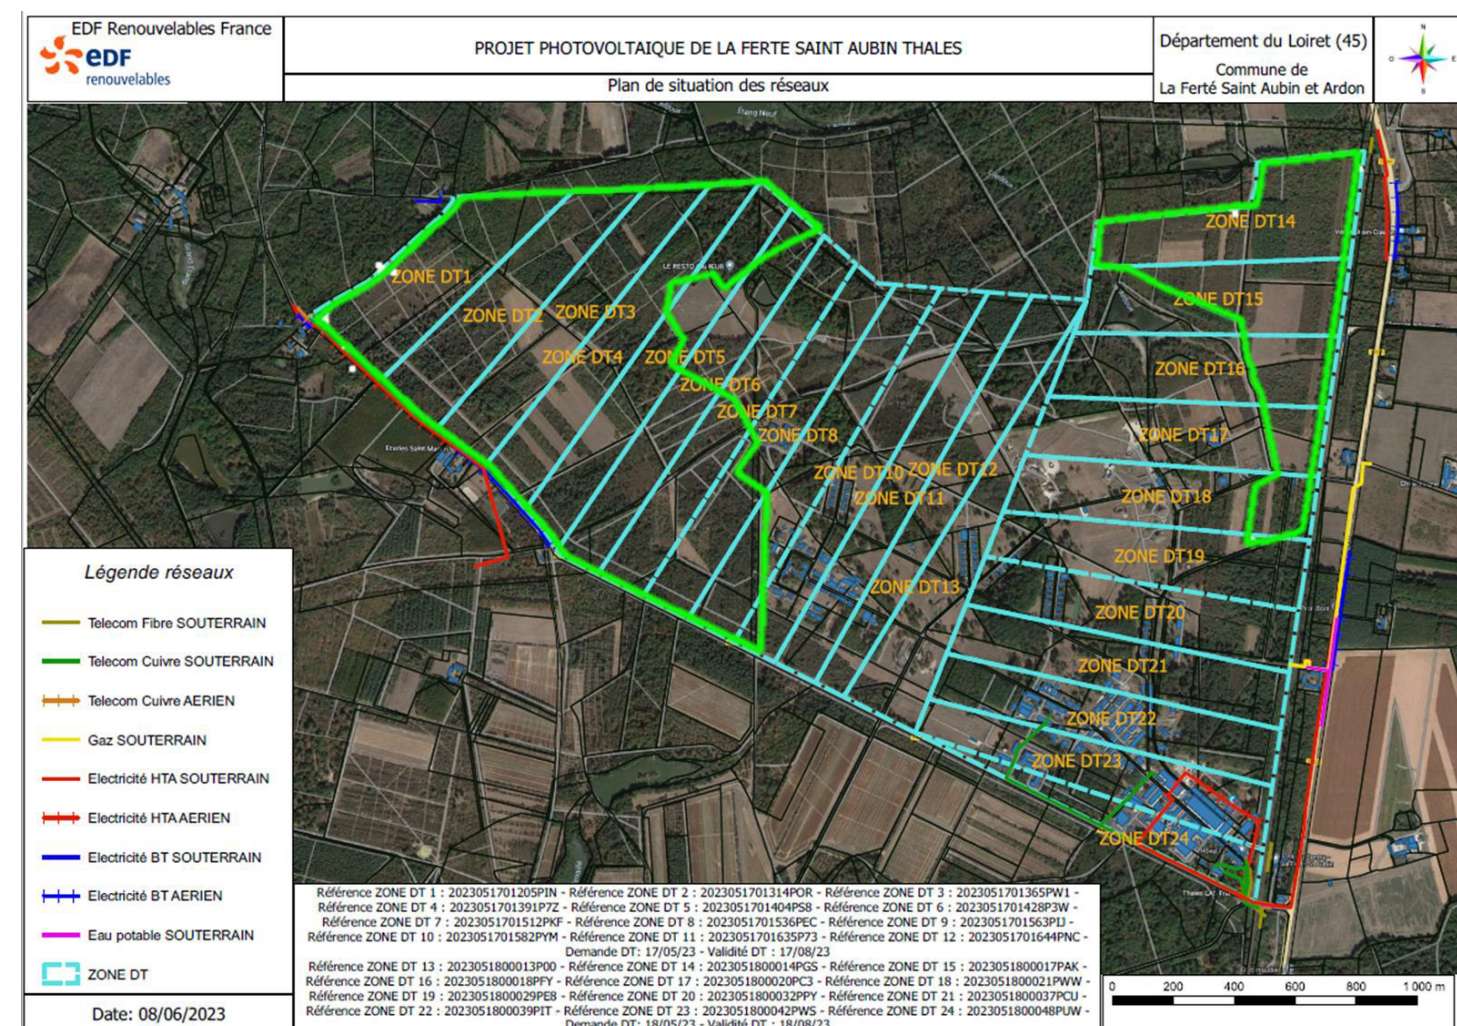 EDF Renouvelables France
edf
renouvelables
PROJET PHOTOVOLTAIQUE DE LA FERTE SAINT AUBIN THALES
Plan de situation des réseaux
Département du Loiret (45)
Commune de
La Ferté Saint Aubin et Ardon
N
O
E
S
Étang Neuf
ZONE DT14
LE RESTO DU
ZONE DT1
ZONE DT15
ZONE DT2
ZONE DT3
ZONE DT4
ZONE DT5
ZONE DT16
ZONE DT6
ZONE DT7
ZONE DT8
ZONE DT17
Ecuries Saint
ZONE DT10
ZONE DT12
ZONE DT11
ZONE DT18
ZONE DT19
ZONE DT13
ZONE DT20
ZONE DT21
ZONE DT22
ZONE DT23
ZONE DT24
Légende réseaux
Telecom Fibre SOUTERRAIN
Telecom Cuivre SOUTERRAIN
Telecom Cuivre AERIEN
Gaz SOUTERRAIN
Electricité HTA SOUTERRAIN
Electricité HTA AERIEN
Electricité BT SOUTERRAIN
Electricité BT AERIEN
Eau potable SOUTERRAIN
ZONE DT
Date: 08/06/2023
Référence ZONE DT 1 : 2023051701205PIN - Référence ZONE DT 2 : 2023051701314POR - Référence ZONE DT 3 : 2023051701365PW1 -
Référence ZONE DT 4 : 2023051701391P7Z - Référence ZONE DT 5 : 2023051701404PS8 - Référence ZONE DT 6 : 2023051701428P3W -
Référence ZONE DT 7 : 2023051701512PKF - Référence ZONE DT 8 : 2023051701536PEC - Référence ZONE DT 9 : 2023051701563PIJ -
Référence ZONE DT 10 : 2023051701582PYM - Référence ZONE DT 11 : 2023051701635P73 - Référence ZONE DT 12 : 2023051701644PNC -
Demande DT: 17/05/23 - Validité DT : 17/08/23
Référence ZONE DT 13 : 2023051800013P00 - Référence ZONE DT 14 : 2023051800014PGS - Référence ZONE DT 15 : 2023051800017PAK -
Référence ZONE DT 16 : 2023051800018PFY - Référence ZONE DT 17 : 2023051800020PC3 - Référence ZONE DT 18 : 2023051800021PWW -
Référence ZONE DT 19 : 2023051800029PE8 - Référence ZONE DT 20 : 2023051800032PPY - Référence ZONE DT 21 : 2023051800037PCU -
Référence ZONE DT 22 : 2023051800039PIT - Référence ZONE DT 23 : 2023051800042PWS - Référence ZONE DT 24 : 2023051800048PUW -
Demande DT: 18/05/23 - Validité DT : 18/08/23
0 200 400 600 800 1 000 m